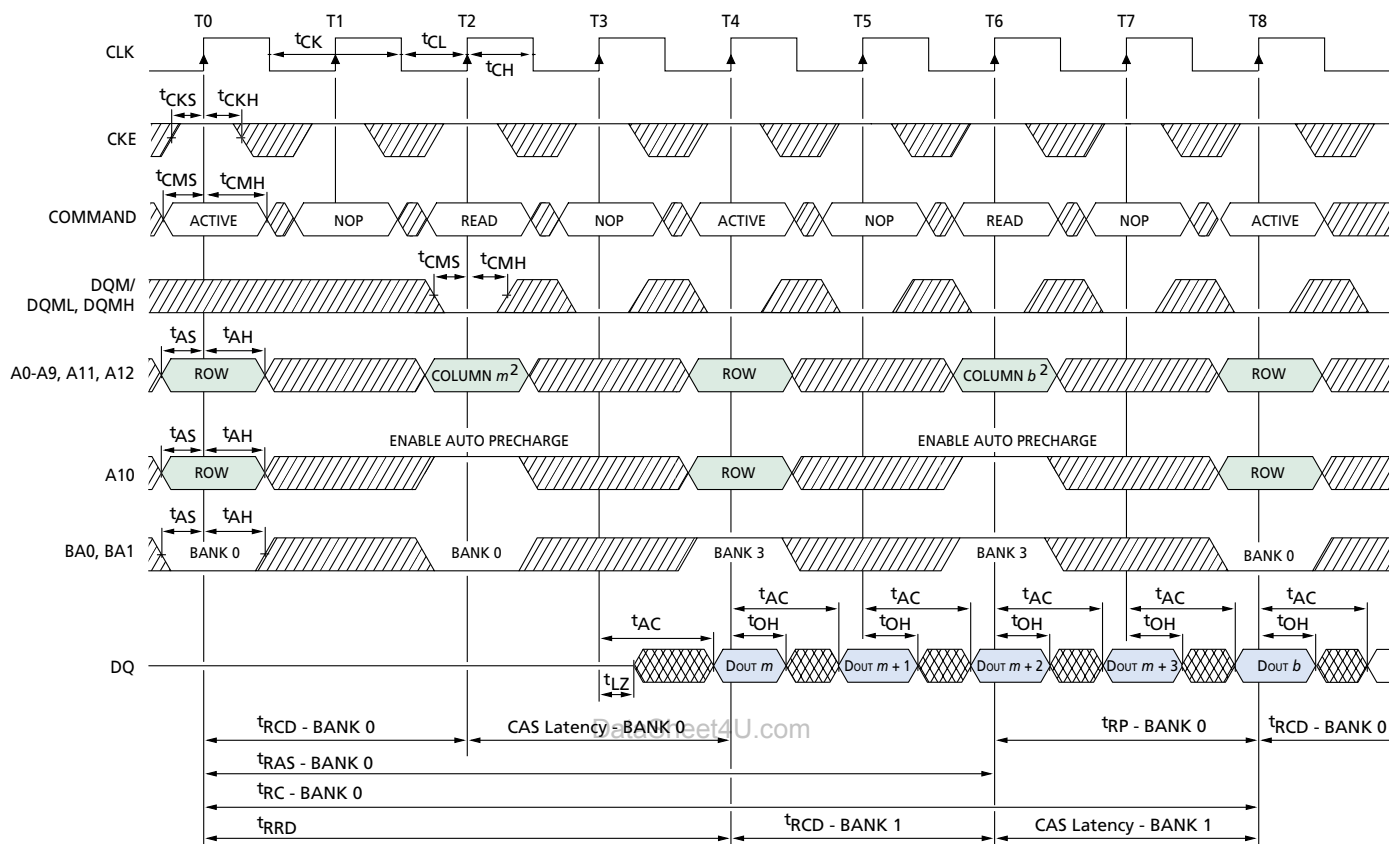 T0 T1 T2 T3 T4 T5 T6 T7 T8
CLK
tCK tCL tCH
tCKS tCKH
CKE
tCMS tCMH
COMMAND ACTIVE NOP READ NOP ACTIVE NOP READ NOP ACTIVE
tCMS tCMH
DQM/
DQML, DQMH
tAS tAH
A0-A9, A11, A12 ROW COLUMN m2 ROW COLUMN b 2 ROW
tAS tAH ENABLE AUTO PRECHARGE ENABLE AUTO PRECHARGE
A10 ROW ROW ROW
tAS tAH
BA0, BA1 BANK 0 BANK 0 BANK 3 BANK 3 BANK 0
tAC tAC tAC tAC tAC tAC
tOH tOH tOH tOH tOH
DQ DOUT m DOUT m + 1 DOUT m + 2 DOUT m + 3 DOUT b
tLZ
DataSheet4U.com
tRCD - BANK 0 CAS Latency - BANK 0 tRP - BANK 0 tRCD - BANK 0
tRAS - BANK 0
tRC - BANK 0
tRRD tRCD - BANK 1 CAS Latency - BANK 1